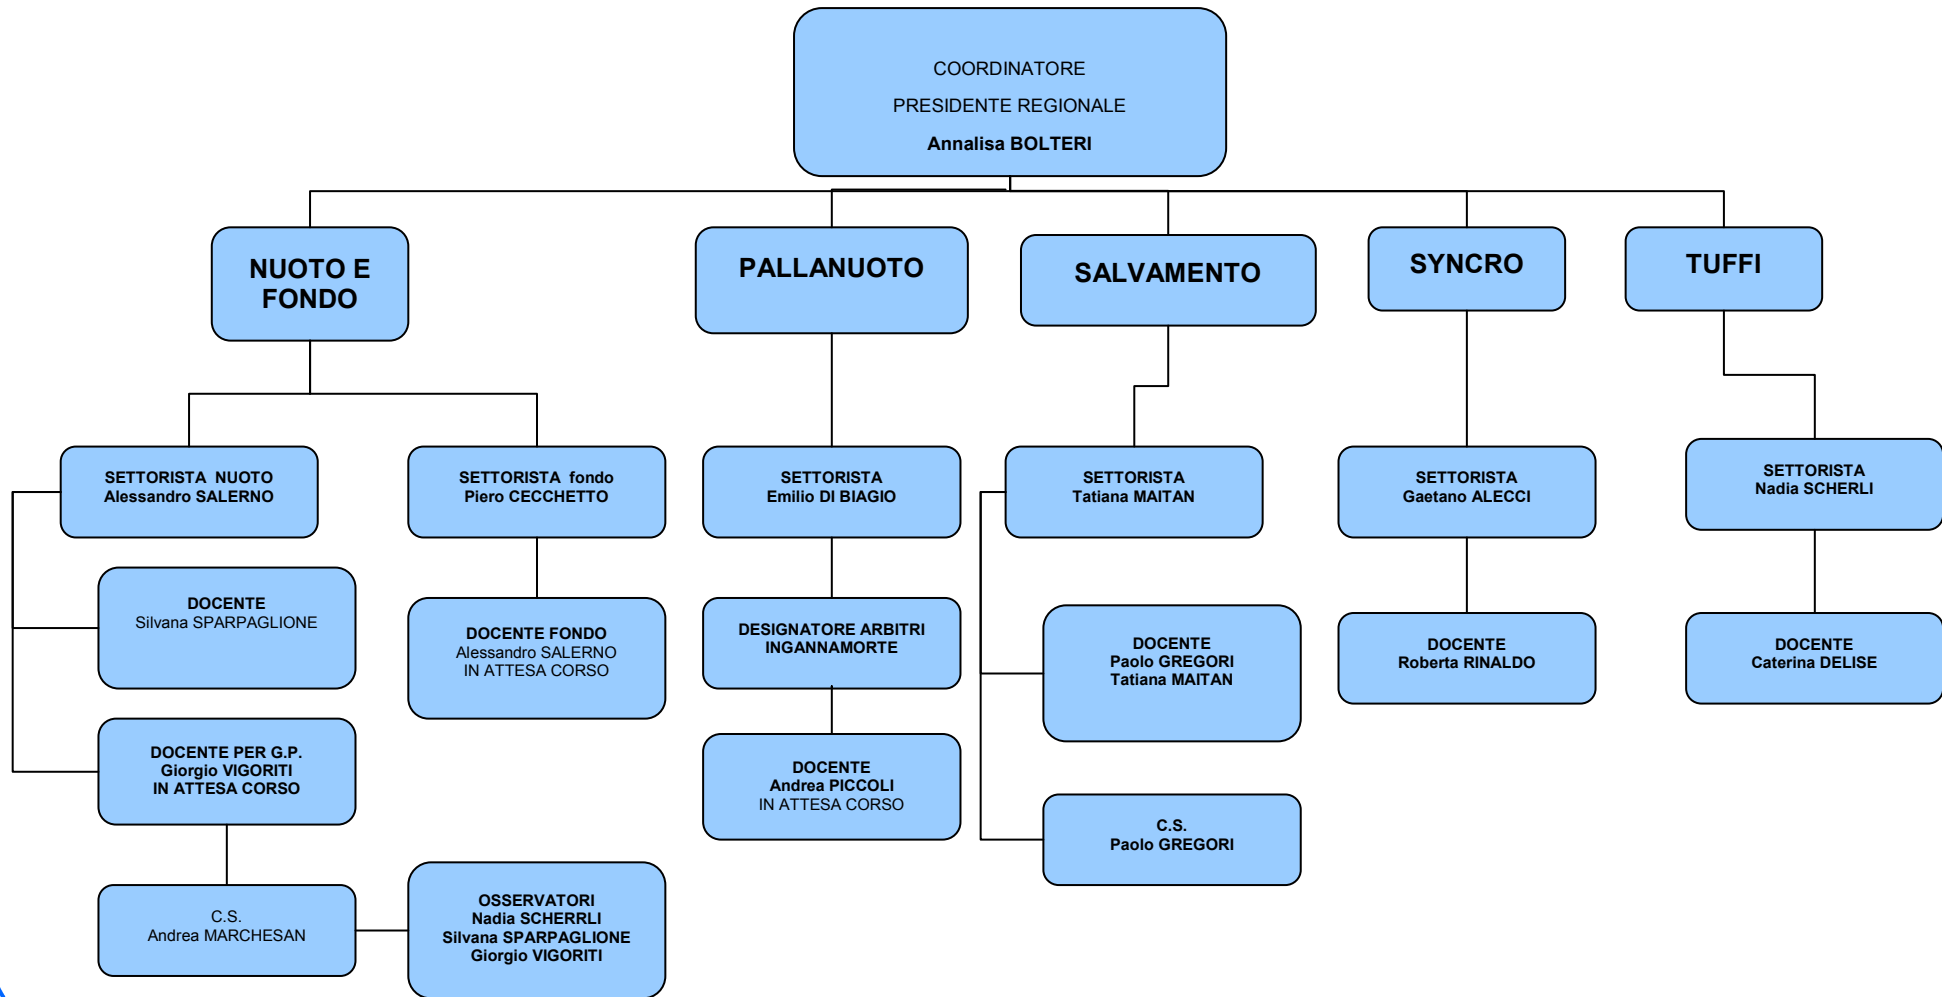 COORDINATORE
PRESIDENTE REGIONALE
Annalisa BOLTERI
NUOTO E
FONDO
PALLANUOTO
SALVAMENTO
SYNCRO
TUFFI
SETTORISTA NUOTO
Alessandro SALERNO
SETTORISTA fondo
Piero CECCHETTO
SETTORISTA
Emilio DI BIAGIO
SETTORISTA
Tatiana MAITAN
SETTORISTA
Gaetano ALECCI
SETTORISTA
Nadia SCHERLI
DOCENTE
Silvana SPARPAGLIONE
DOCENTE FONDO
Alessandro SALERNO
IN ATTESA CORSO
DESIGNATORE ARBITRI
INGANNAMORTE
DOCENTE
Paolo GREGORI
Tatiana MAITAN
DOCENTE
Roberta RINALDO
DOCENTE
Caterina DELISE
DOCENTE PER G.P.
Giorgio VIGORITI
IN ATTESA CORSO
DOCENTE
Andrea PICCOLI
IN ATTESA CORSO
C.S.
Paolo GREGORI
C.S.
Andrea MARCHESAN
OSSERVATORI
Nadia SCHERRLI
Silvana SPARPAGLIONE
Giorgio VIGORITI